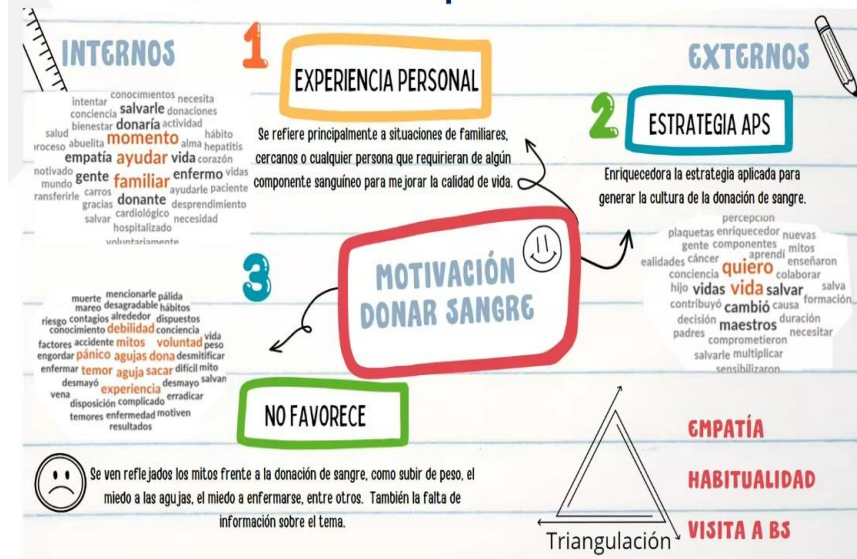 INTERNOS
1
EXPERIENCIA PERSONAL
Se refiere principalmente a situaciones de familiares,
cercanos o cualquier persona que requirieran de algún
componente sanguíneo para mejorar la calidad de vida.
conocimientos
intentar necesita
conciencia salvarle donaciones
bienestar donaría actividad
salud momento hábito
abuelita alma hepatitis
empatía ayudar vida corazón
gente familiar enfermo vidas
mundo ayudarle paciente
carros donante desprendimiento
gracias cardiológico necesidad
salvar
hospitalizado
voluntariamente
EXTERNOS
2
ESTRATEGIA APS
Enriquecedora la estrategia aplicada para
generar la cultura de la donación de sangre.
percepción
plaquetas enriquecedor nuevas
gente componentes mitos
cáncer aprendí enseñaron
conciencia quiero colaborar
hijo vidas vida salvar salva
contribuyó cambió causa formación
decisión maestros duración
padres necesitar
comprometieron
salvarle multiplicar
sensibilizaron
MOTIVACIÓN
DONAR SANGRE
3
muerte mencionarle pálida
mareo desagradable hábitos
riesgo contagios alrededor dispuestos
conocimiento debilidad conciencia
factores accidente mitos voluntad vida
peso
engordar pánico agujas dona desmitificar
enfermar temor aguja sacar difícil mito
desmayó experiencia desmayo salvan
vena erradicar
disposición complicado
temores enfermedad motiven
resultados
NO FAVORECE
Se ven reflejados los mitos frente a la donación de sangre, como subir de peso, el
miedo a las agujas, el miedo a enfermarse, entre otros. También la falta de
información sobre el tema.
Triangulación
EMPATÍA
HABITUALIDAD
VISITA A BS